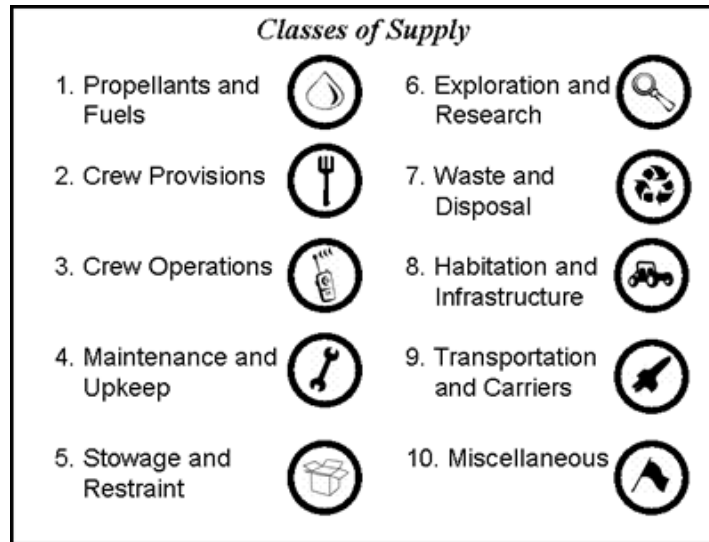 Classes of Supply
1. Propellants and
Fuels
2. Crew Provisions
3. Crew Operations
4. Maintenance and
Upkeep
5. Stowage and
Restraint
6. Exploration and
Research
7. Waste and
Disposal
8. Habitation and
Infrastructure
9. Transportation
and Carriers
10. Miscellaneous